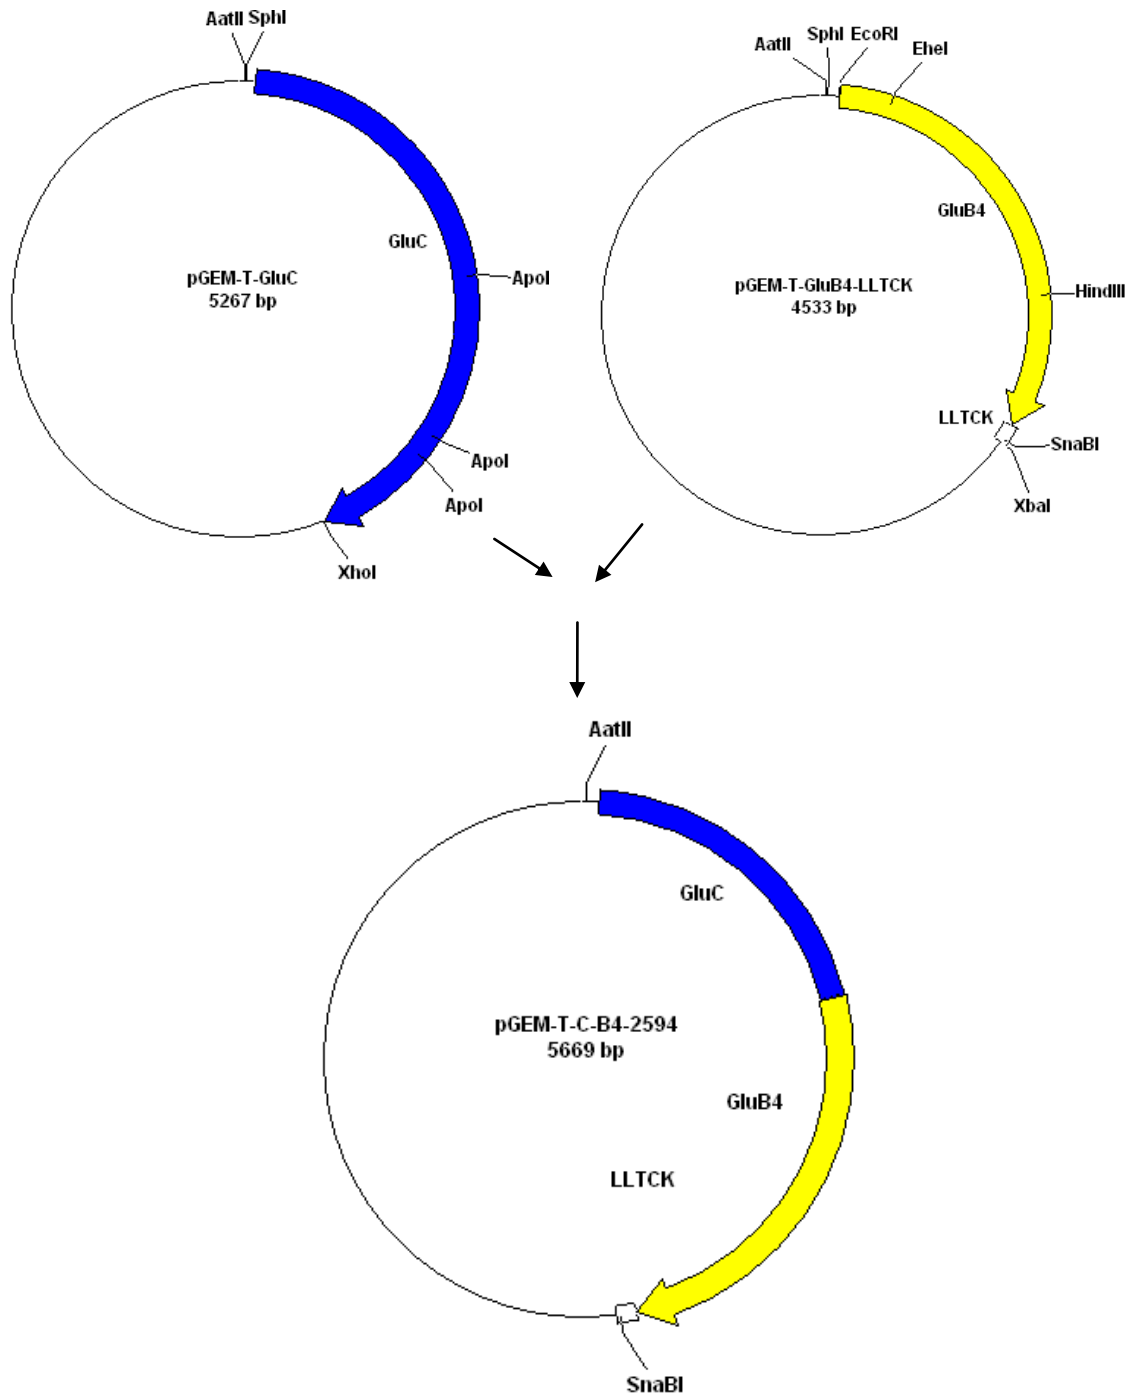 AatII SphI
GluC
pGEM-T-GluC
5267 bp
ApoI
ApoI
ApoI
XhoI
AatII
SphI EcoRI
EheI
GluB4
pGEM-T-GluB4-LLTCK
4533 bp
HindIII
LLTCK
SnaBI
XbaI
AatII
GluC
pGEM-T-C-B4-2594
5669 bp
GluB4
LLTCK
SnaBI